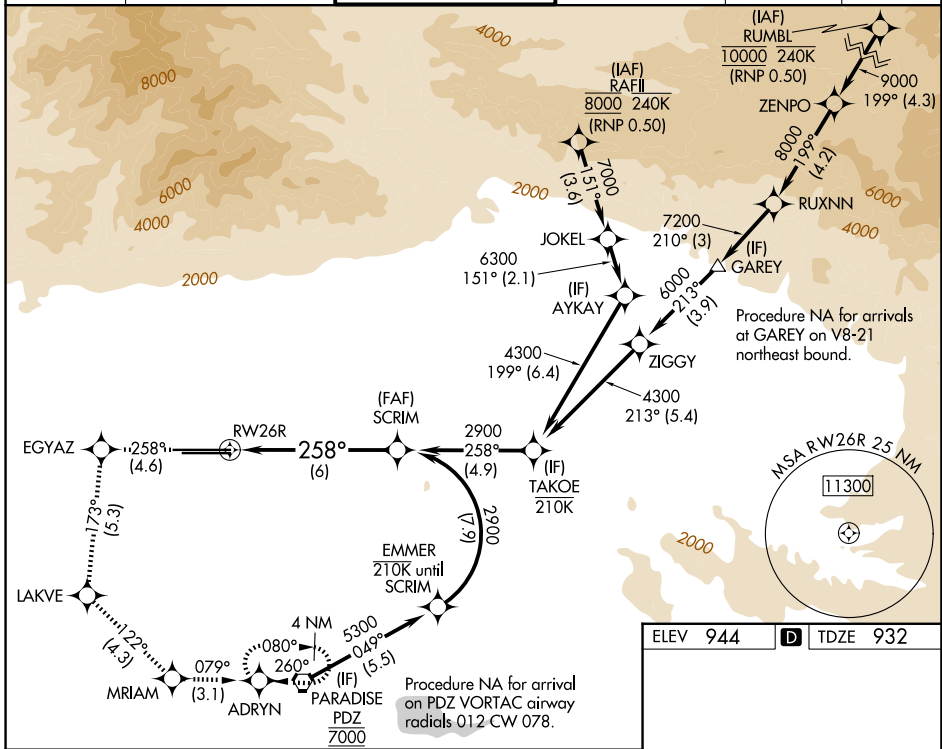 (IAF)
RUMBL
10000 240K
(RNP 0.50)
9000
199° (4.3)
ZENPO
8000
199°
(4.2)
RUXNN
7200
210° (3)
(IF)
GAREY
6000
213°
(3.9)
Procedure NA for arrivals
at GAREY on V8-21
northeast bound.
ZIGGY
4300
213° (5.4)
(IAF)
RAFII
8000 240K
(RNP 0.50)
7000
151°
(3.6)
JOKEL
6300
151° (2.1)
(IF)
AYKAY
4300
199° (6.4)
4000
8000
6000
4000
2000
2000
6000
4000
2000
(FAF)
SCRIM
2900
258°
(4.9)
(IF)
TAKOE
210K
EGYAZ
258°
(4.6)
RW26R
258°
(6)
173°
(5.3)
LAKVE
122°
(4.3)
MRIAM
079°
(3.1)
ADRYN
080°
260°
4 NM
(IF)
PARADISE
PDZ
7000
5300
049°
(5.5)
EMMER
210K until
SCRIM
2900
(7.9)
Procedure NA for arrival
on PDZ VORTAC airway
radials 012 CW 078.
MSA RW26R 25 NM
11300
ELEV 944 D TDZE 932